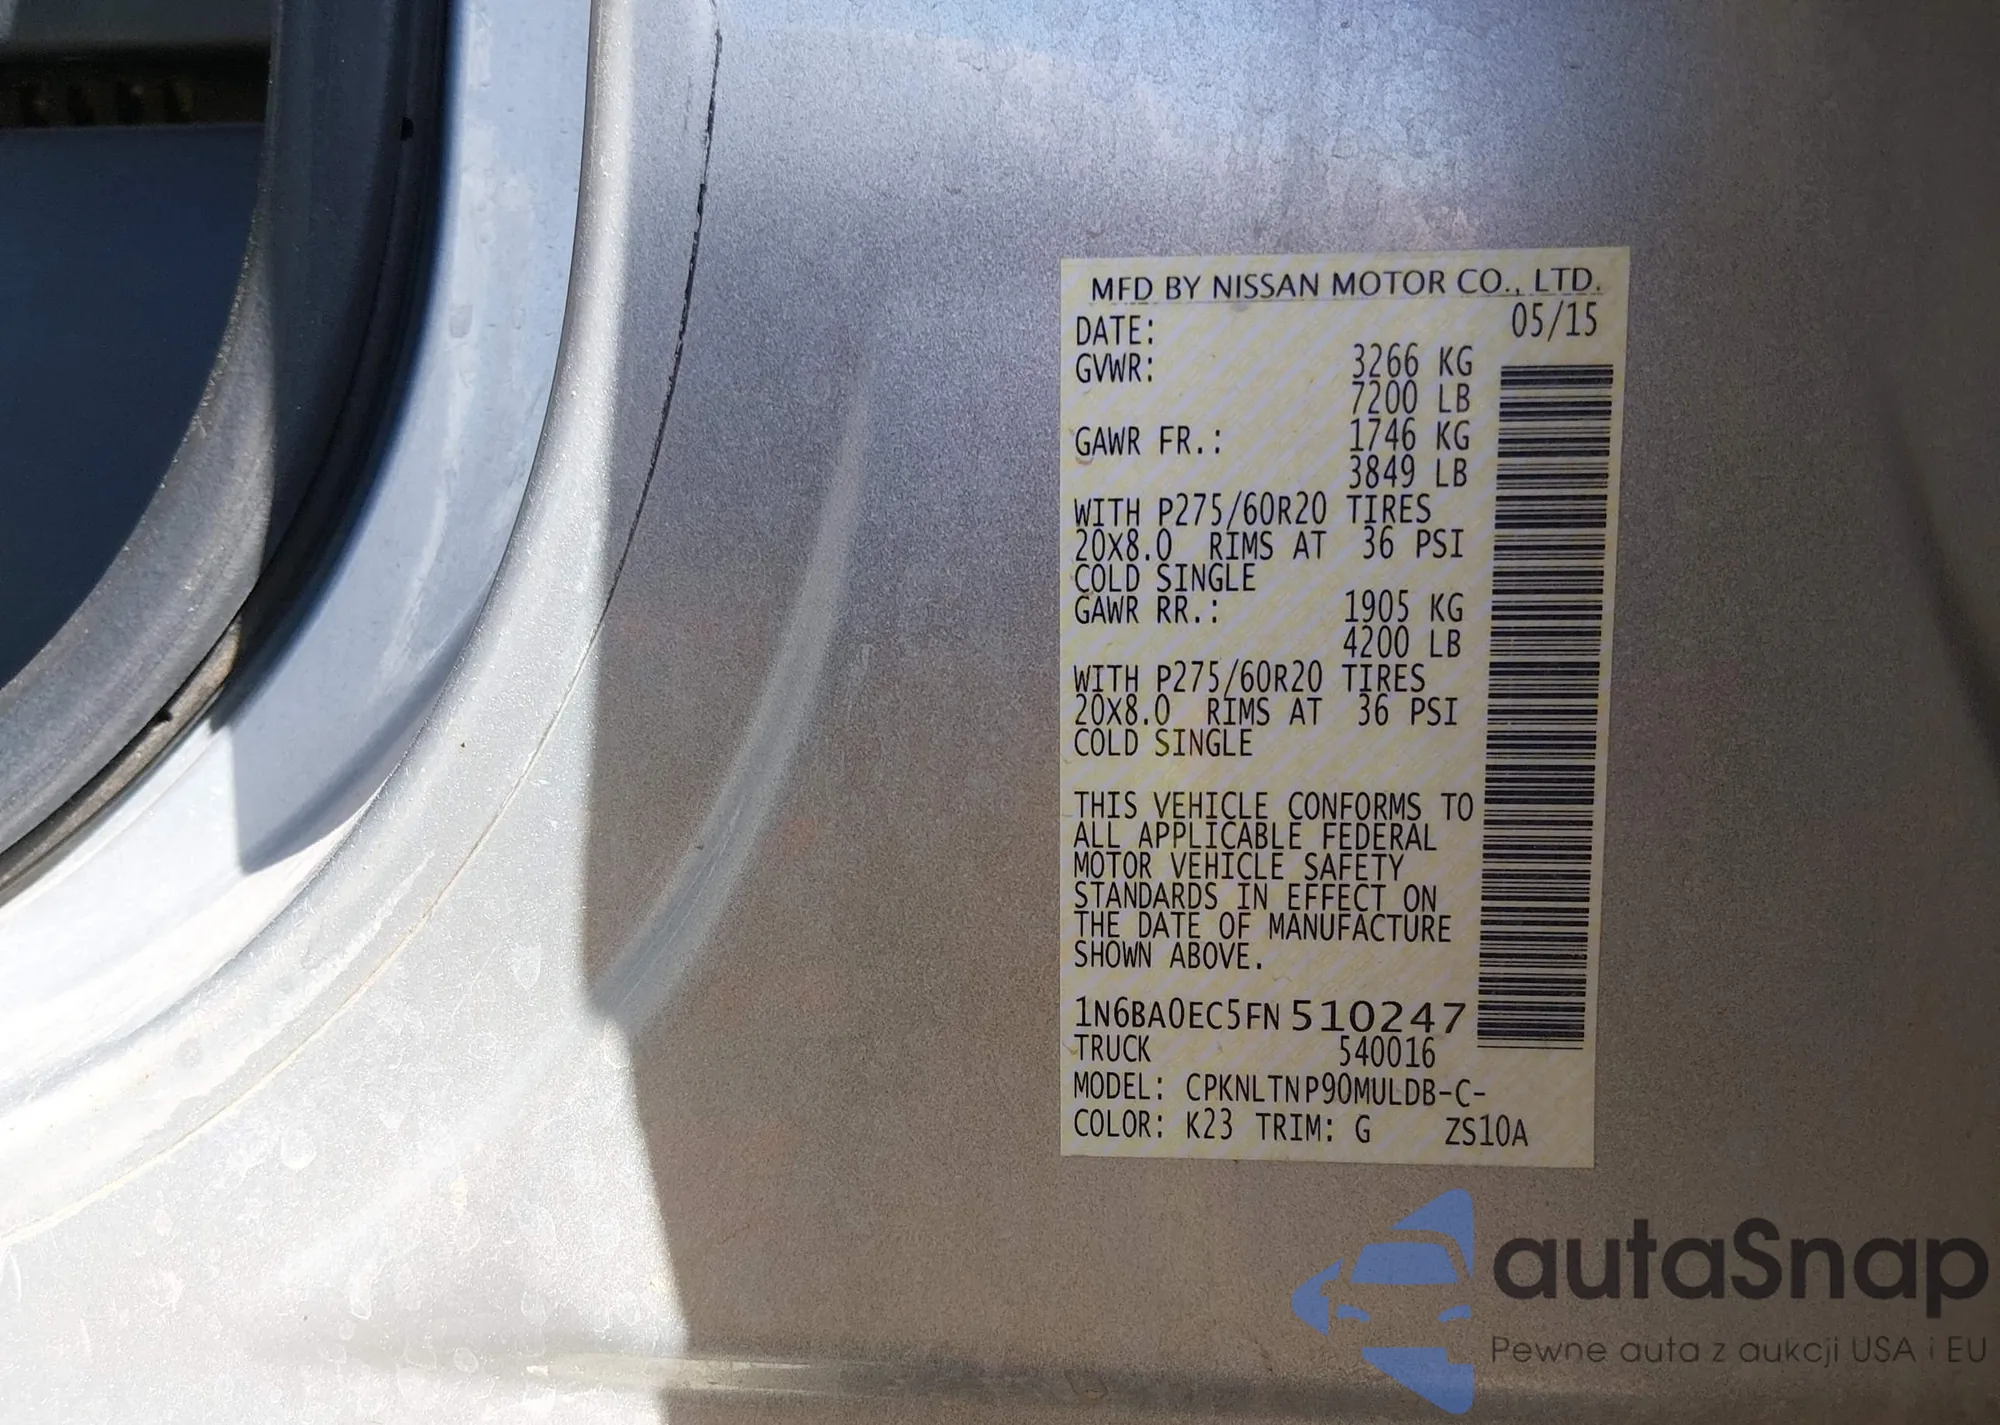 MFD BY NISSAN MOTOR CO., LTD.
DATE: 05/15
GVWR: 3266 KG
7200 LB
GAWR FR.: 1746 KG
3849 LB
WITH P275/60R20 TIRES
20X8.0 RIMS AT 36 PSI
COLD SINGLE
GAWR RR.: 1905 KG
4200 LB
WITH P275/60R20 TIRES
20X8.0 RIMS AT 36 PSI
COLD SINGLE
THIS VEHICLE CONFORMS TO
ALL APPLICABLE FEDERAL
MOTOR VEHICLE SAFETY
STANDARDS IN EFFECT ON
THE DATE OF MANUFACTURE
SHOWN ABOVE.
1N6BA0EC5FN510247
TRUCK 540016
MODEL: CPKNLTNP90MULDB-C-
COLOR: K23 TRIM: G ZS10A
autaSnap
Pewne auta z aukcji USA i EU